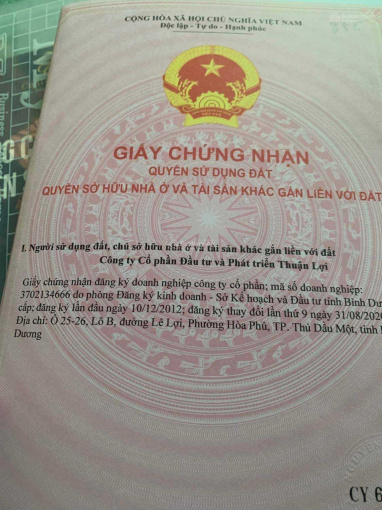 CỘNG HÒA XÃ HỘI CHỦ NGHĨA VIỆT NAM
Độc lập - Tự do - Hạnh phúc
GIẤY CHỨNG NHẬN
QUYỀN SỬ DỤNG ĐẤT
QUYỀN SỞ HỮU NHÀ Ở VÀ TÀI SẢN KHÁC GẮN LIỀN VỚI ĐẤT
I. Người sử dụng đất, chủ sở hữu nhà ở và tài sản khác gắn liền với đất
Công ty Cổ phần Đầu tư và Phát triển Thuận Lợi
Giấy chứng nhận đăng ký doanh nghiệp công ty cổ phần; mã số doanh nghiệp:
3702134666 do phòng Đăng ký kinh doanh - Sở Kế hoạch và Đầu tư tỉnh Bình Dư
cấp; đăng ký lần đầu ngày 10/12/2012; đăng ký thay đổi lần thứ 9 ngày 31/08/202
Địa chỉ: Ô 25-26, Lô B, đường Lê Lợi, Phường Hòa Phú, TP. Thủ Dầu Một, tỉnh
Dương
CY 6